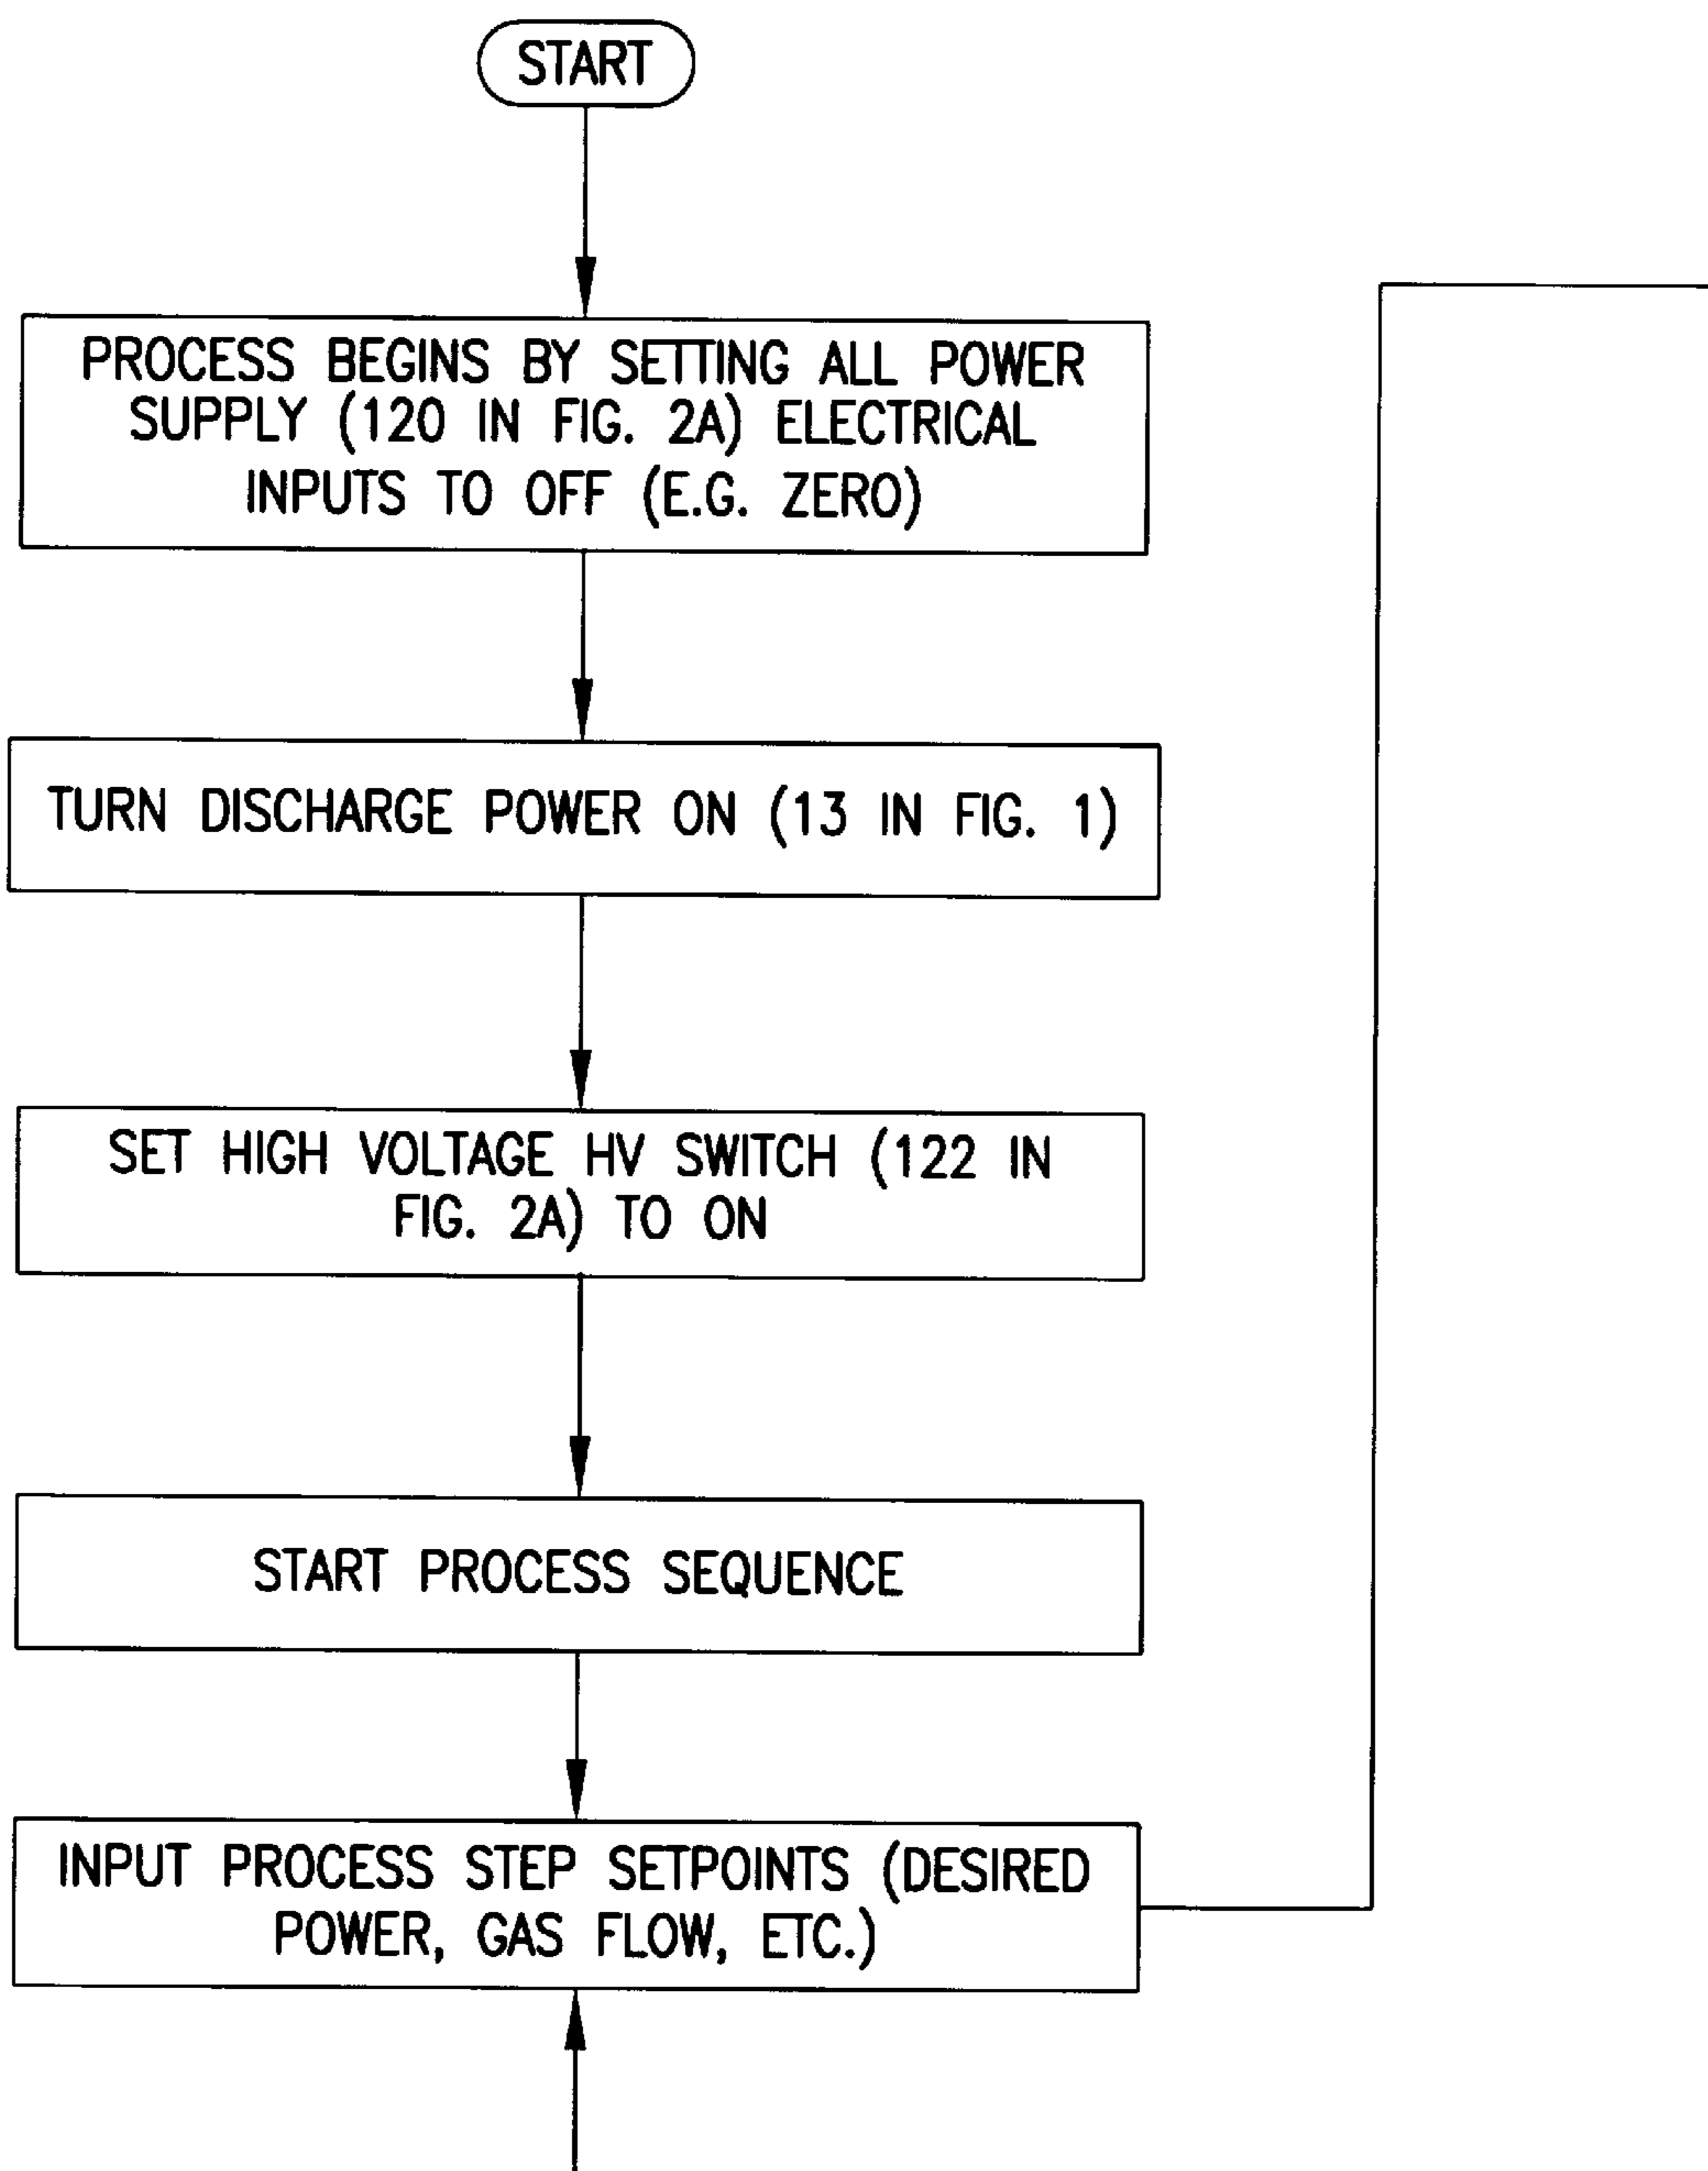 START
PROCESS BEGINS BY SETTING ALL POWER
SUPPLY (120 IN FIG. 2A) ELECTRICAL
INPUTS TO OFF (E.G. ZERO)
TURN DISCHARGE POWER ON (13 IN FIG. 1)
SET HIGH VOLTAGE HV SWITCH (122 IN
FIG. 2A) TO ON
START PROCESS SEQUENCE
INPUT PROCESS STEP SETPOINTS (DESIRED
POWER, GAS FLOW, ETC.)